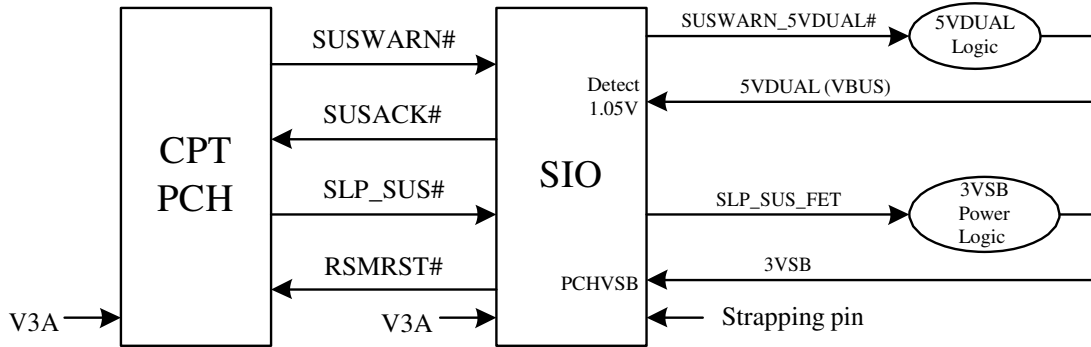 SUSWARN#
SUSACK#
SLP_SUS#
RSMRST#
CPT
PCH
V3A
V3A
SIO
Detect
1.05V
PCHVSB
SUSWARN_5VDUAL#
5VDUAL
Logic
5VDUAL (VBUS)
SLP_SUS_FET
3VSB
Power
Logic
3VSB
Strapping pin